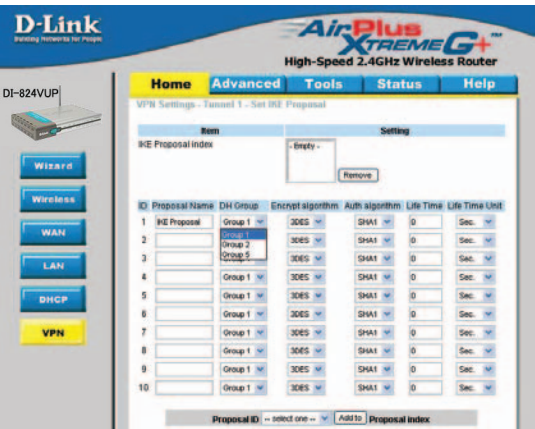 D-Link
Building Networks for People
AirPlus
XTREME G+™
High-Speed 2.4GHz Wireless Router
DI-824VUP
Home Advanced Tools Status Help
VPN Settings - Tunnel 1 - Set IKE Proposal
Item Setting
IKE Proposal index
- Empty -
Remove
Wizard
Wireless
WAN
LAN
DHCP
VPN
ID Proposal Name DH Group Encrypt algorithm Auth algorithm Life Time Life Time Unit
1 IKE Proposal Group 1 3DES SHA1 0 Sec.
Group 1
Group 2
Group 5
2 3DES SHA1 0 Sec.
3 3DES SHA1 0 Sec.
4 Group 1 3DES SHA1 0 Sec.
5 Group 1 3DES SHA1 0 Sec.
6 Group 1 3DES SHA1 0 Sec.
7 Group 1 3DES SHA1 0 Sec.
8 Group 1 3DES SHA1 0 Sec.
9 Group 1 3DES SHA1 0 Sec.
10 Group 1 3DES SHA1 0 Sec.
Proposal ID -- select one -- Add to Proposal index